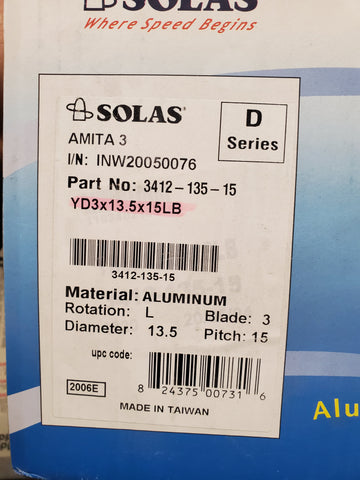 SOLAS
Where Speed Begins
SOLAS
D
Series
AMITA 3
I/N: INW20050076
Part No: 3412-135-15
YD3x13.5x15LB
3412-135-15
Material: ALUMINUM
Rotation: L Blade: 3
Diameter: 13.5 Pitch: 15
upc code:
8 24375 00731 6
2006E
MADE IN TAIWAN